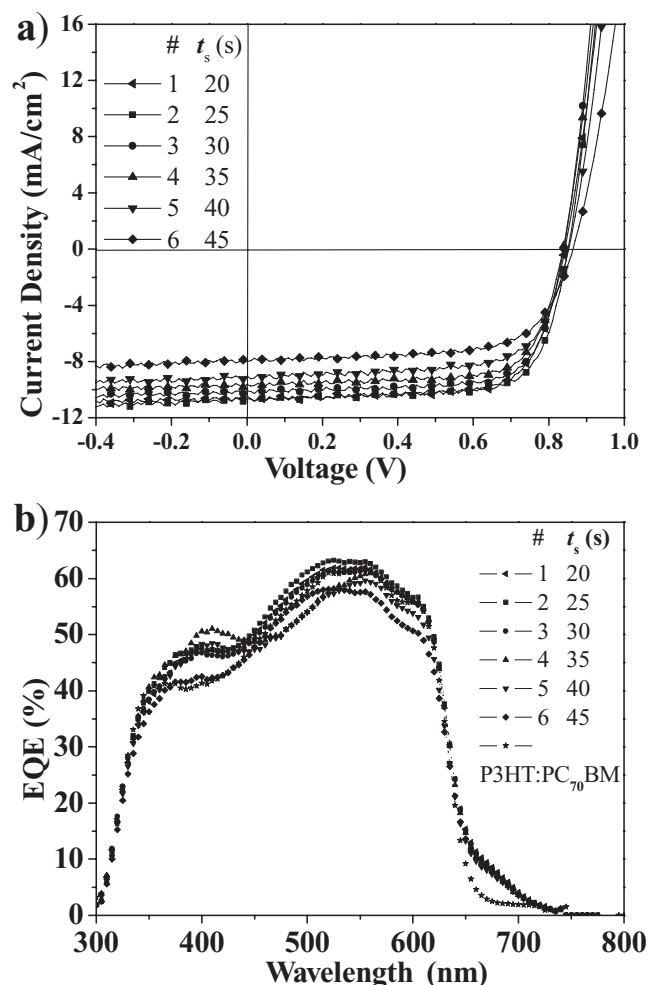 a)
# t_s (s)
1 20
2 25
3 30
4 35
5 40
6 45
Current Density (mA/cm²)
16
12
8
4
0
-4
-8
-12
-0.4 -0.2 0.0 0.2 0.4 0.6 0.8 1.0
Voltage (V)
b)
# t_s (s)
1 20
2 25
3 30
4 35
5 40
6 45
P3HT:PC₇₀BM
EQE (%)
70
60
50
40
30
20
10
0
300 400 500 600 700 800
Wavelength (nm)